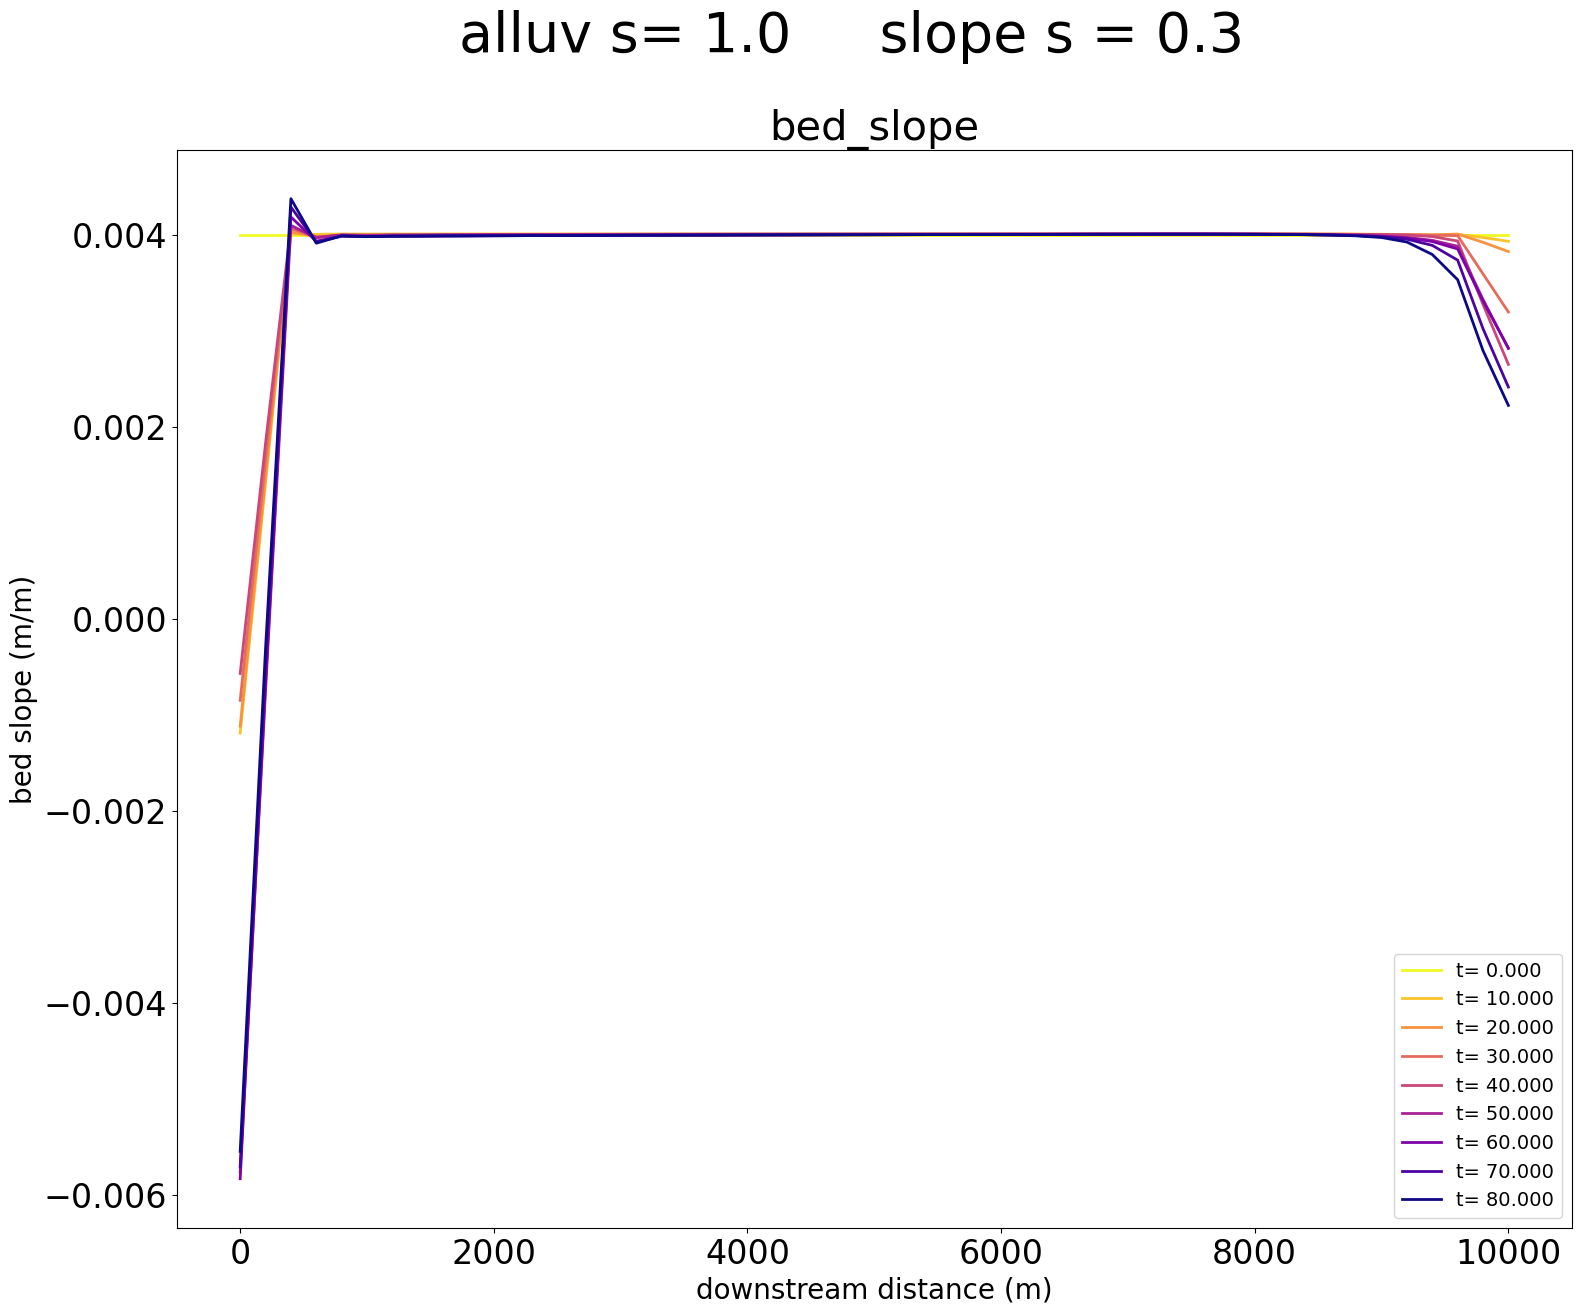 alluv s= 1.0     slope s = 0.3
bed_slope
bed slope (m/m)
0.004
0.002
0.000
−0.002
−0.004
−0.006
t= 0.000
t= 10.000
t= 20.000
t= 30.000
t= 40.000
t= 50.000
t= 60.000
t= 70.000
t= 80.000
0 2000 4000 6000 8000 10000
downstream distance (m)